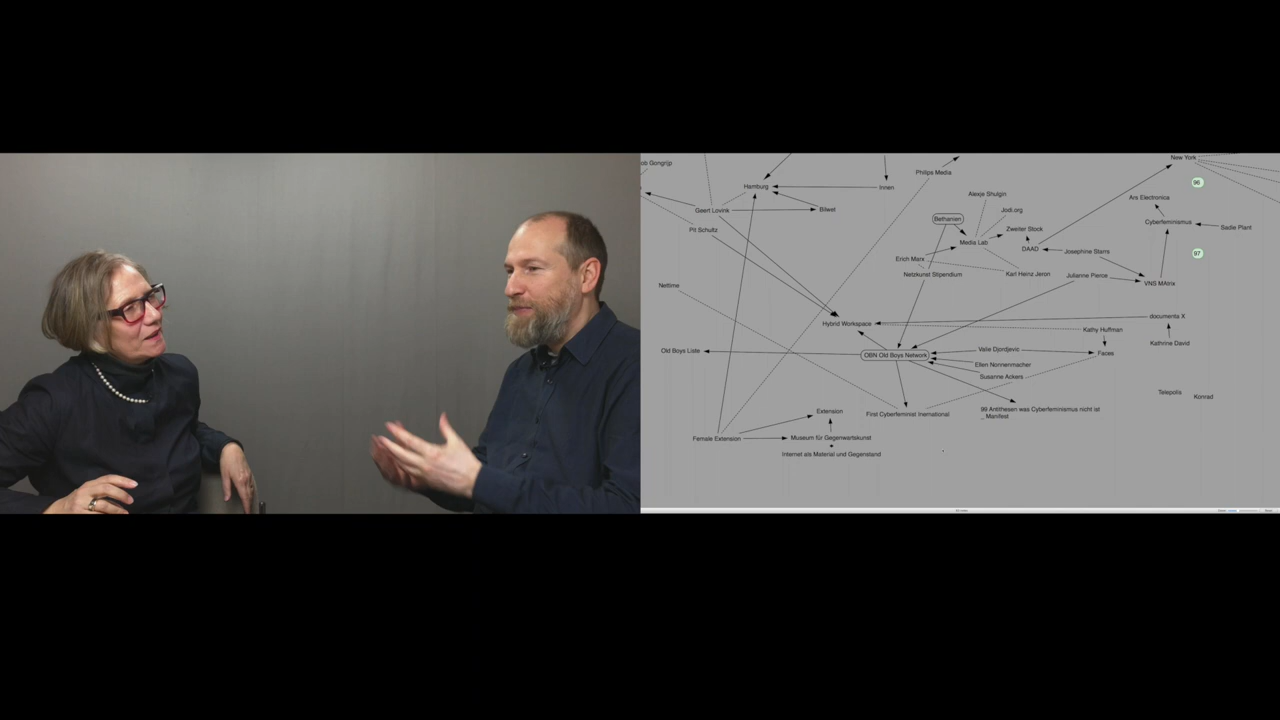 New York
ob Gongrijp
Philips Media
96
Hamburg
Innen
Alexje Shulgin
Ars Electronica
Geert Lovink
Bilwet
Jodi.org
Bethanien
Cyberfeminismus
Sadie Plant
Pit Schultz
Zweiter Stock
Media Lab
DAAD
Josephine Starrs
97
Erich Marx
Netzkunst Stipendium
Karl Heinz Jeron
Julianne Pierce
VNS MAtrix
Nettime
documenta X
Hybrid Workspace
Kathy Huffman
Kathrine David
Old Boys Liste
OBN Old Boys Network
Vaile Djordjevic
Faces
Ellen Nonnenmacher
Susanne Ackers
Telepolis
Konrad
Extension
First Cyberfeminist Inernational
99 Antithesen was Cyberfeminismus nicht ist
_ Manifest
Female Extension
Museum für Gegenwartskunst
Internet als Material und Gegenstand